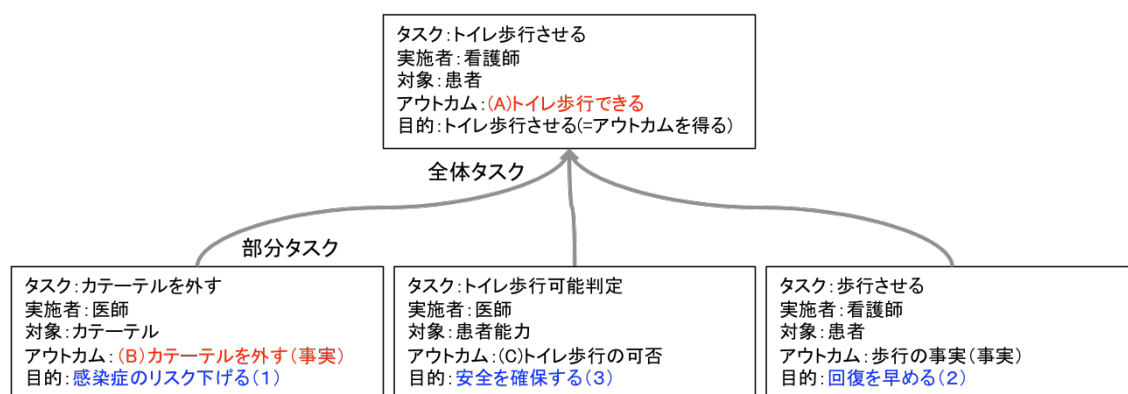 タスク：トイレ歩行させる
実施者：看護師
対象：患者
アウトカム：(A)トイレ歩行できる
目的：トイレ歩行させる(=アウトカムを得る)
全体タスク
部分タスク
タスク：カテーテルを外す
実施者：医師
対象：カテーテル
アウトカム：(B)カテーテルを外す(事実)
目的：感染症のリスク下げる(1)
タスク：トイレ歩行可能判定
実施者：医師
対象：患者能力
アウトカム：(C)トイレ歩行の可否
目的：安全を確保する(3)
タスク：歩行させる
実施者：看護師
対象：患者
アウトカム：歩行の事実(事実)
目的：回復を早める(2)